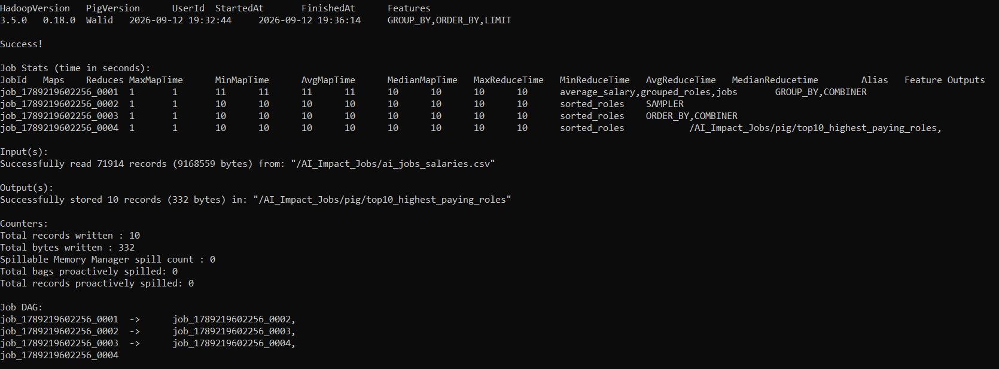 HadoopVersion PigVersion UserId StartedAt FinishedAt Features
3.5.0 0.18.0 Walid 2026-09-12 19:32:44 2026-09-12 19:36:14 GROUP_BY,ORDER_BY,LIMIT
Success!
Job Stats (time in seconds):
JobId Maps Reduces MaxMapTime MinMapTime AvgMapTime MedianMapTime MaxReduceTime MinReduceTime AvgReduceTime MedianReducetime Alias Feature Outputs
job_1789219602256_0001 1 1 11 11 11 11 10 10 10 10 average_salary,grouped_roles,jobs GROUP_BY,COMBINER
job_1789219602256_0002 1 1 10 10 10 10 10 10 10 10 sorted_roles SAMPLER
job_1789219602256_0003 1 1 10 10 10 10 10 10 10 10 sorted_roles ORDER_BY,COMBINER
job_1789219602256_0004 1 1 10 10 10 10 10 10 10 10 sorted_roles /AI_Impact_Jobs/pig/top10_highest_paying_roles,
Input(s):
Successfully read 71914 records (9168559 bytes) from: "/AI_Impact_Jobs/ai_jobs_salaries.csv"
Output(s):
Successfully stored 10 records (332 bytes) in: "/AI_Impact_Jobs/pig/top10_highest_paying_roles"
Counters:
Total records written : 10
Total bytes written : 332
Spillable Memory Manager spill count : 0
Total bags proactively spilled: 0
Total records proactively spilled: 0
Job DAG:
job_1789219602256_0001 -> job_1789219602256_0002,
job_1789219602256_0002 -> job_1789219602256_0003,
job_1789219602256_0003 -> job_1789219602256_0004,
job_1789219602256_0004